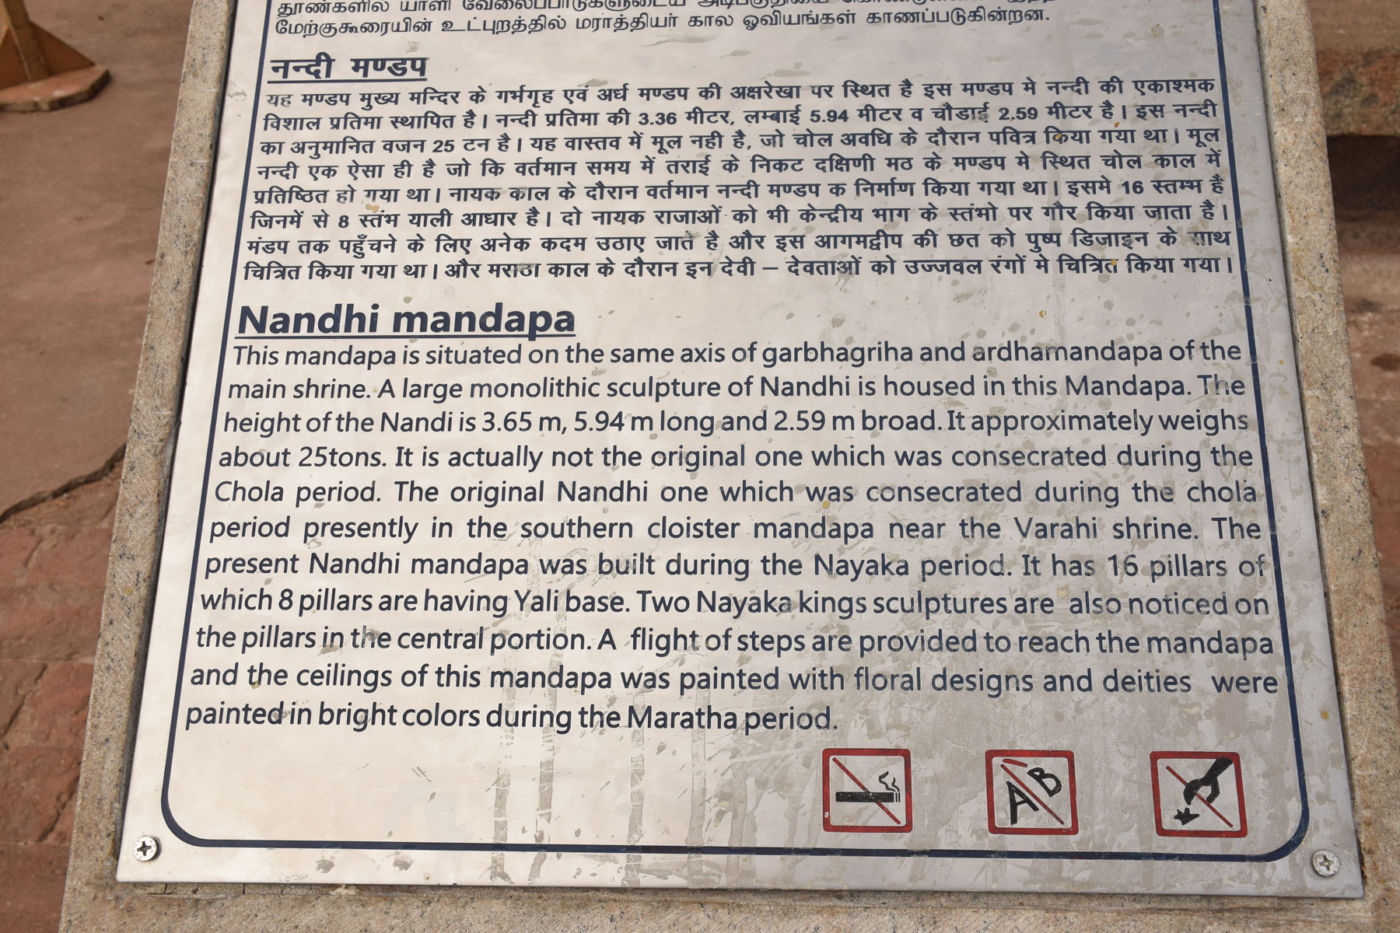 தூண்களில் யாளி வேலைப்பாடுகளுடைய
மேற்குகூரையின் உட்புறத்தில் மராத்தியர் கால ஓவியங்கள் காணப்படுகின்றன.
नन्दी मण्डप
यह मण्डप मुख्य मन्दिर के गर्भगृह एवं अर्ध मण्डप की अक्षरेखा पर स्थित है इस मण्डप मे नन्दी की एकाश्मक
विशाल प्रतिमा स्थापित है। नन्दी प्रतिमा की 3.36 मीटर, लम्बाई 5.94 मीटर व चौडाई 2.59 मीटर है। इस नन्दी
का अनुमानित वजन 25 टन है। यह वास्तव में मूल नही है, जो चोल अवधि के दौरान पवित्र किया गया था। मूल
नन्दी एक ऐसा ही है जो कि वर्तमान समय में तराई के निकट दक्षिणी मठ के मण्डप मे स्थित चोल काल में
प्रतिष्ठित हो गया था। नायक काल के दौरान वर्तमान नन्दी मण्डप क निर्माण किया गया था। इसमे 16 स्तम्भ हैं
जिनमें से 8 स्तंभ याली आधार है। दो नायक राजाओं को भी केन्द्रीय भाग के स्तंभो पर गौर किया जाता है।
मंडप तक पहुँचने के लिए अनेक कदम उठाए जाते है और इस आगमद्वीप की छत को पुष्प डिजाइन के साथ
चित्रित किया गया था। और मराठा काल के दौरान इन देवी – देवताओं को उज्जवल रंगों मे चित्रित किया गया।
Nandhi mandapa
This mandapa is situated on the same axis of garbhagriha and ardhamandapa of the
main shrine. A large monolithic sculpture of Nandhi is housed in this Mandapa. The
height of the Nandi is 3.65 m, 5.94 m long and 2.59 m broad. It approximately weighs
about 25tons. It is actually not the original one which was consecrated during the
Chola period. The original Nandhi one which was consecrated during the chola
period presently in the southern cloister mandapa near the Varahi shrine. The
present Nandhi mandapa was built during the Nayaka period. It has 16 pillars of
which 8 pillars are having Yali base. Two Nayaka kings sculptures are also noticed on
the pillars in the central portion. A flight of steps are provided to reach the mandapa
and the ceilings of this mandapa was painted with floral designs and deities were
painted in bright colors during the Maratha period.
AB